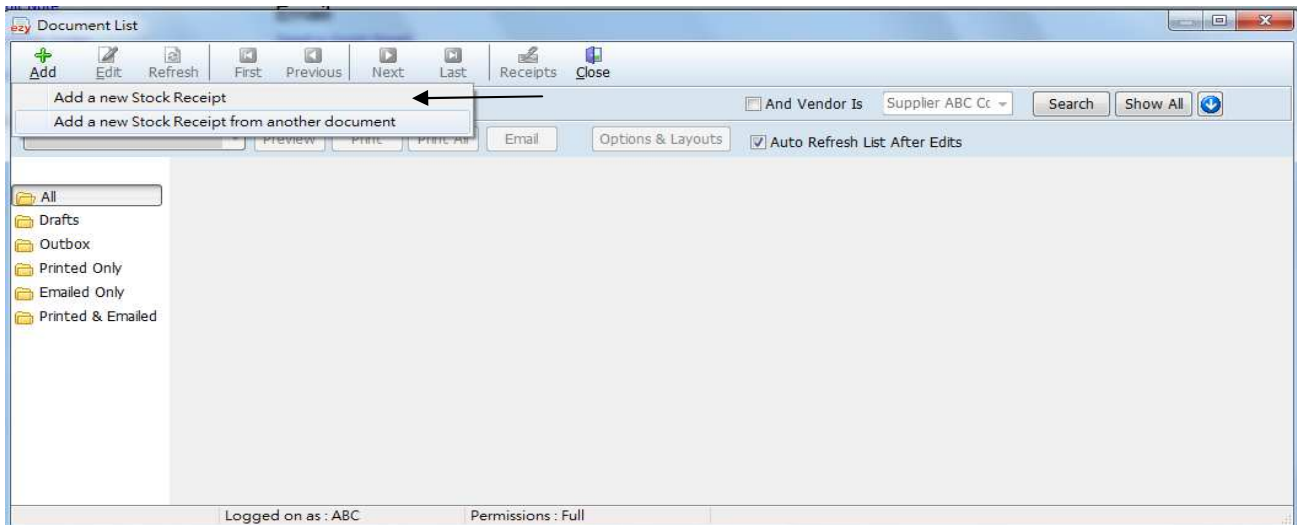 ezy Document List
Add Edit Refresh First Previous Next Last Receipts Close
Add a new Stock Receipt
And Vendor Is Supplier ABC Cc Search Show All
Add a new Stock Receipt from another document
Preview Print Print All Email Options & Layouts Auto Refresh List After Edits
All
Drafts
Outbox
Printed Only
Emailed Only
Printed & Emailed
Logged on as : ABC Permissions : Full